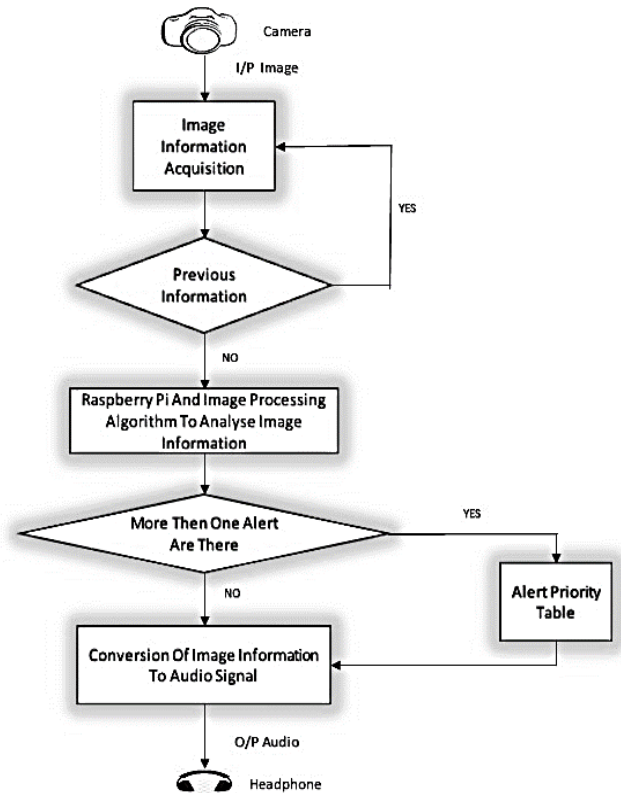 Camera
I/P Image
Image
Information
Acquisition
YES
Previous
Information
NO
Raspberry Pi And Image Processing
Algorithm To Analyse Image
Information
More Then One Alert
Are There
YES
NO
Alert Priority
Table
Conversion Of Image Information
To Audio Signal
O/P Audio
Headphone